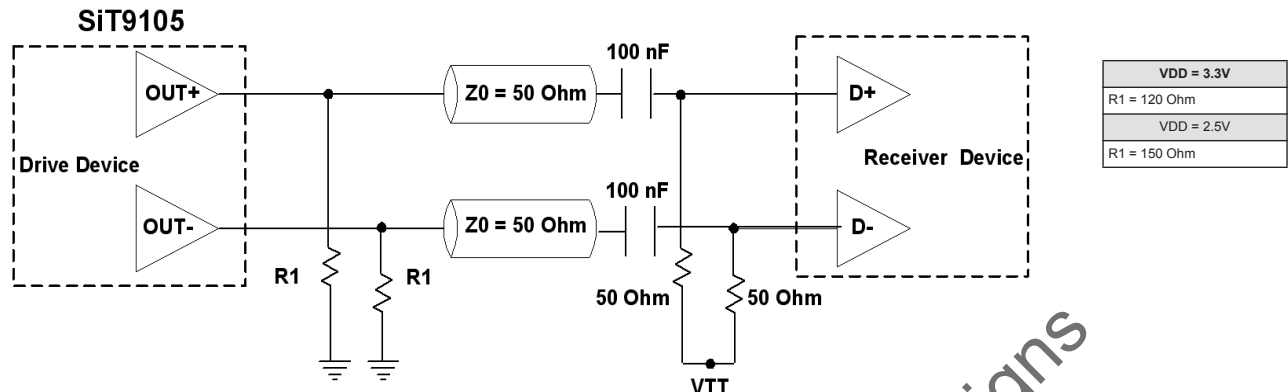 SiT9105
100 nF
OUT+
Z0 = 50 Ohm
D+
VDD = 3.3V
R1 = 120 Ohm
VDD = 2.5V
R1 = 150 Ohm
Drive Device
Receiver Device
100 nF
OUT-
Z0 = 50 Ohm
D-
R1
R1
50 Ohm
50 Ohm
VTT
igns